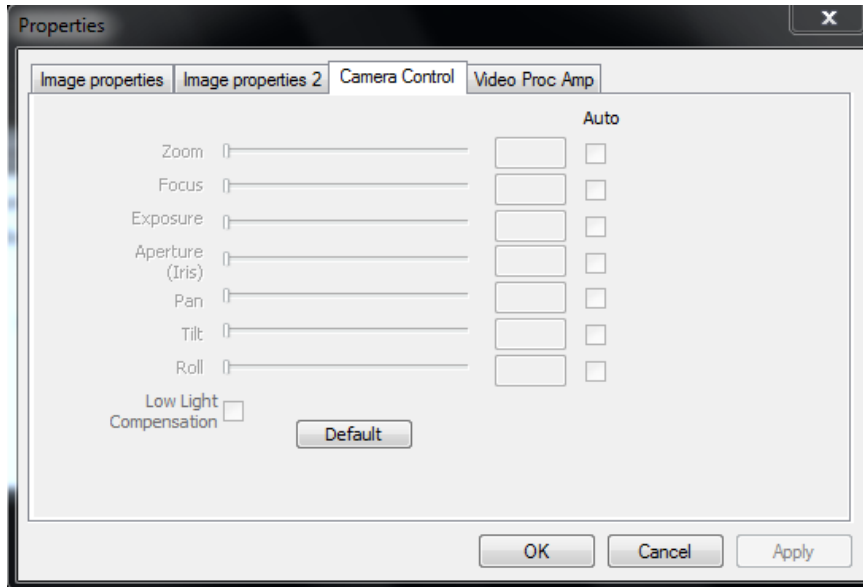 Properties
x
Image properties
Image properties 2
Camera Control
Video Proc Amp
Auto
Zoom
Focus
Exposure
Aperture
(Iris)
Pan
Tilt
Roll
Low Light
Compensation
Default
OK
Cancel
Apply